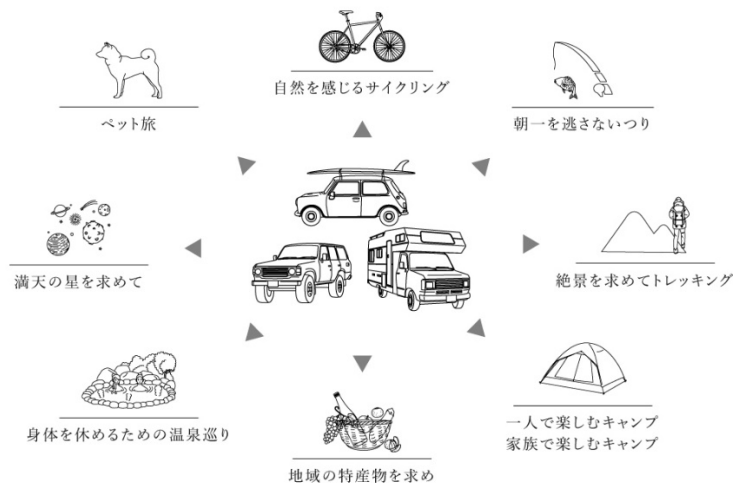 自然を感じるサイクリング
ペット旅
朝一を逃さないつり
満天の星を求めて
絶景を求めてトレッキング
身体を休めるための温泉巡り
一人で楽しむキャンプ
家族で楽しむキャンプ
地域の特産物を求め